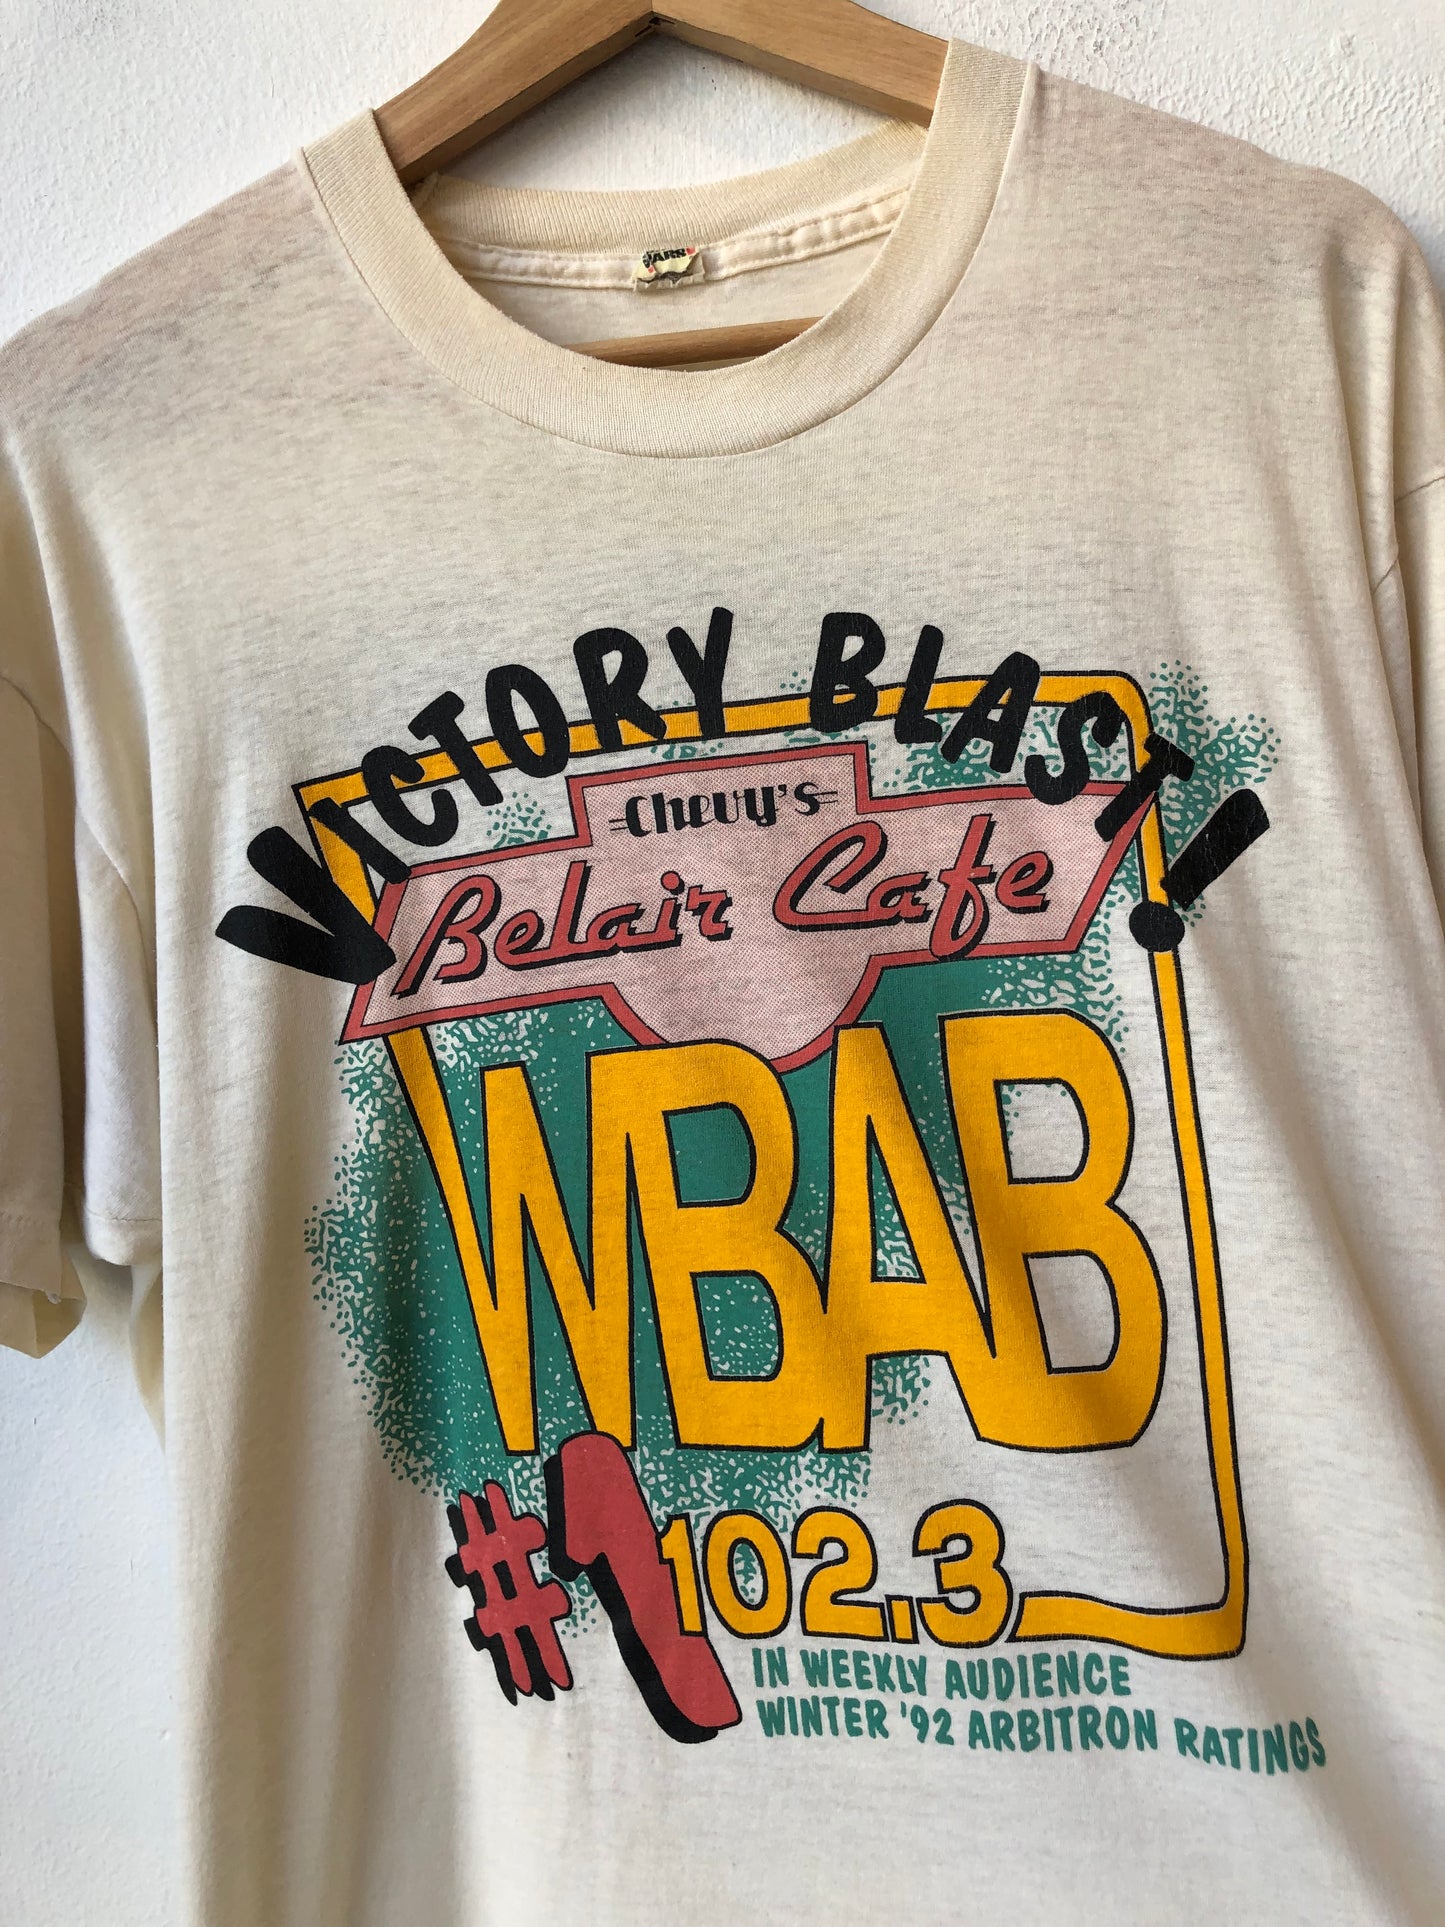 VICTORY BLAST!
Chevy's
Belair Cafe
WBAB
#1 102.3
IN WEEKLY AUDIENCE
WINTER '92 ARBITRON RATINGS